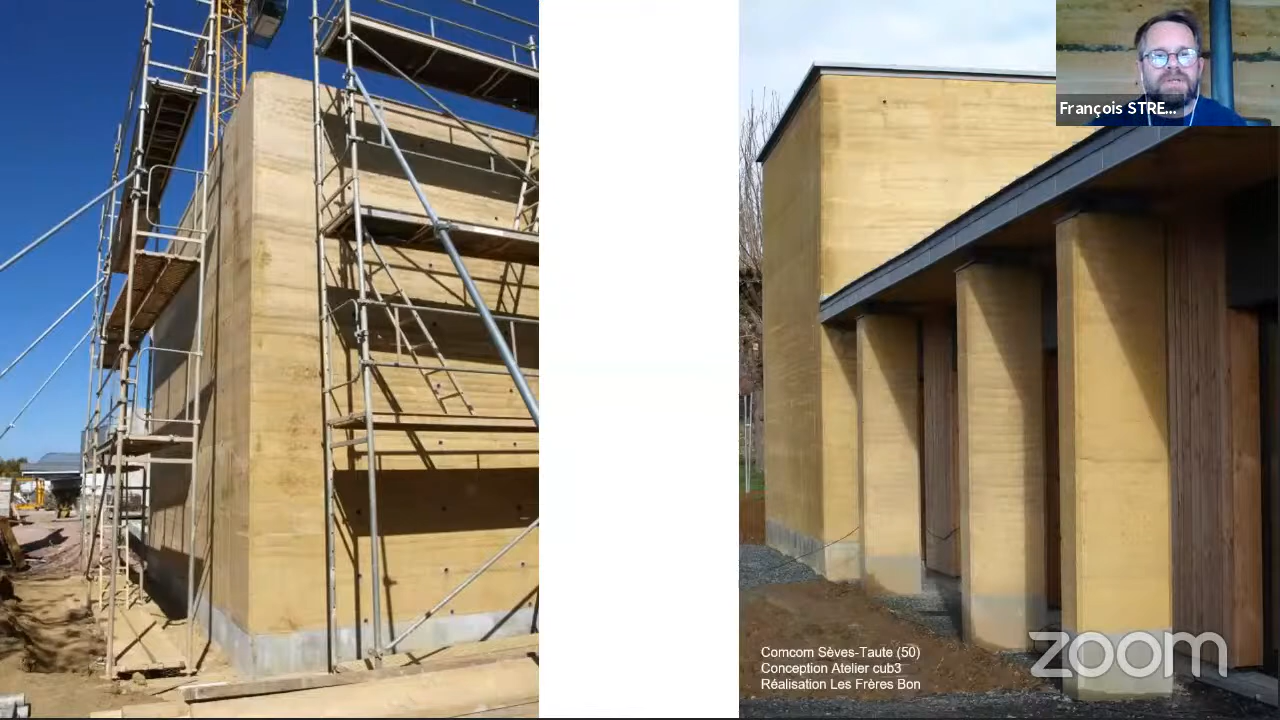 François STRE...
Comcom Sèves-Taute (50)
Conception Atelier cub3
Réalisation Les Frères Bon
zoom